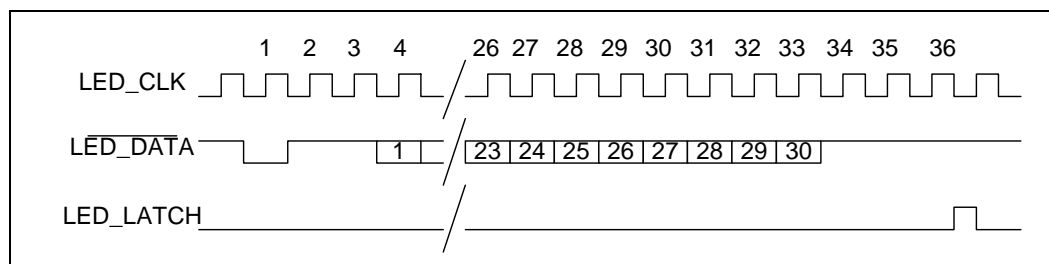 1 2 3 4 26 27 28 29 30 31 32 33 34 35 36
LED_CLK
LED_DATA 1 23 24 25 26 27 28 29 30
LED_LATCH